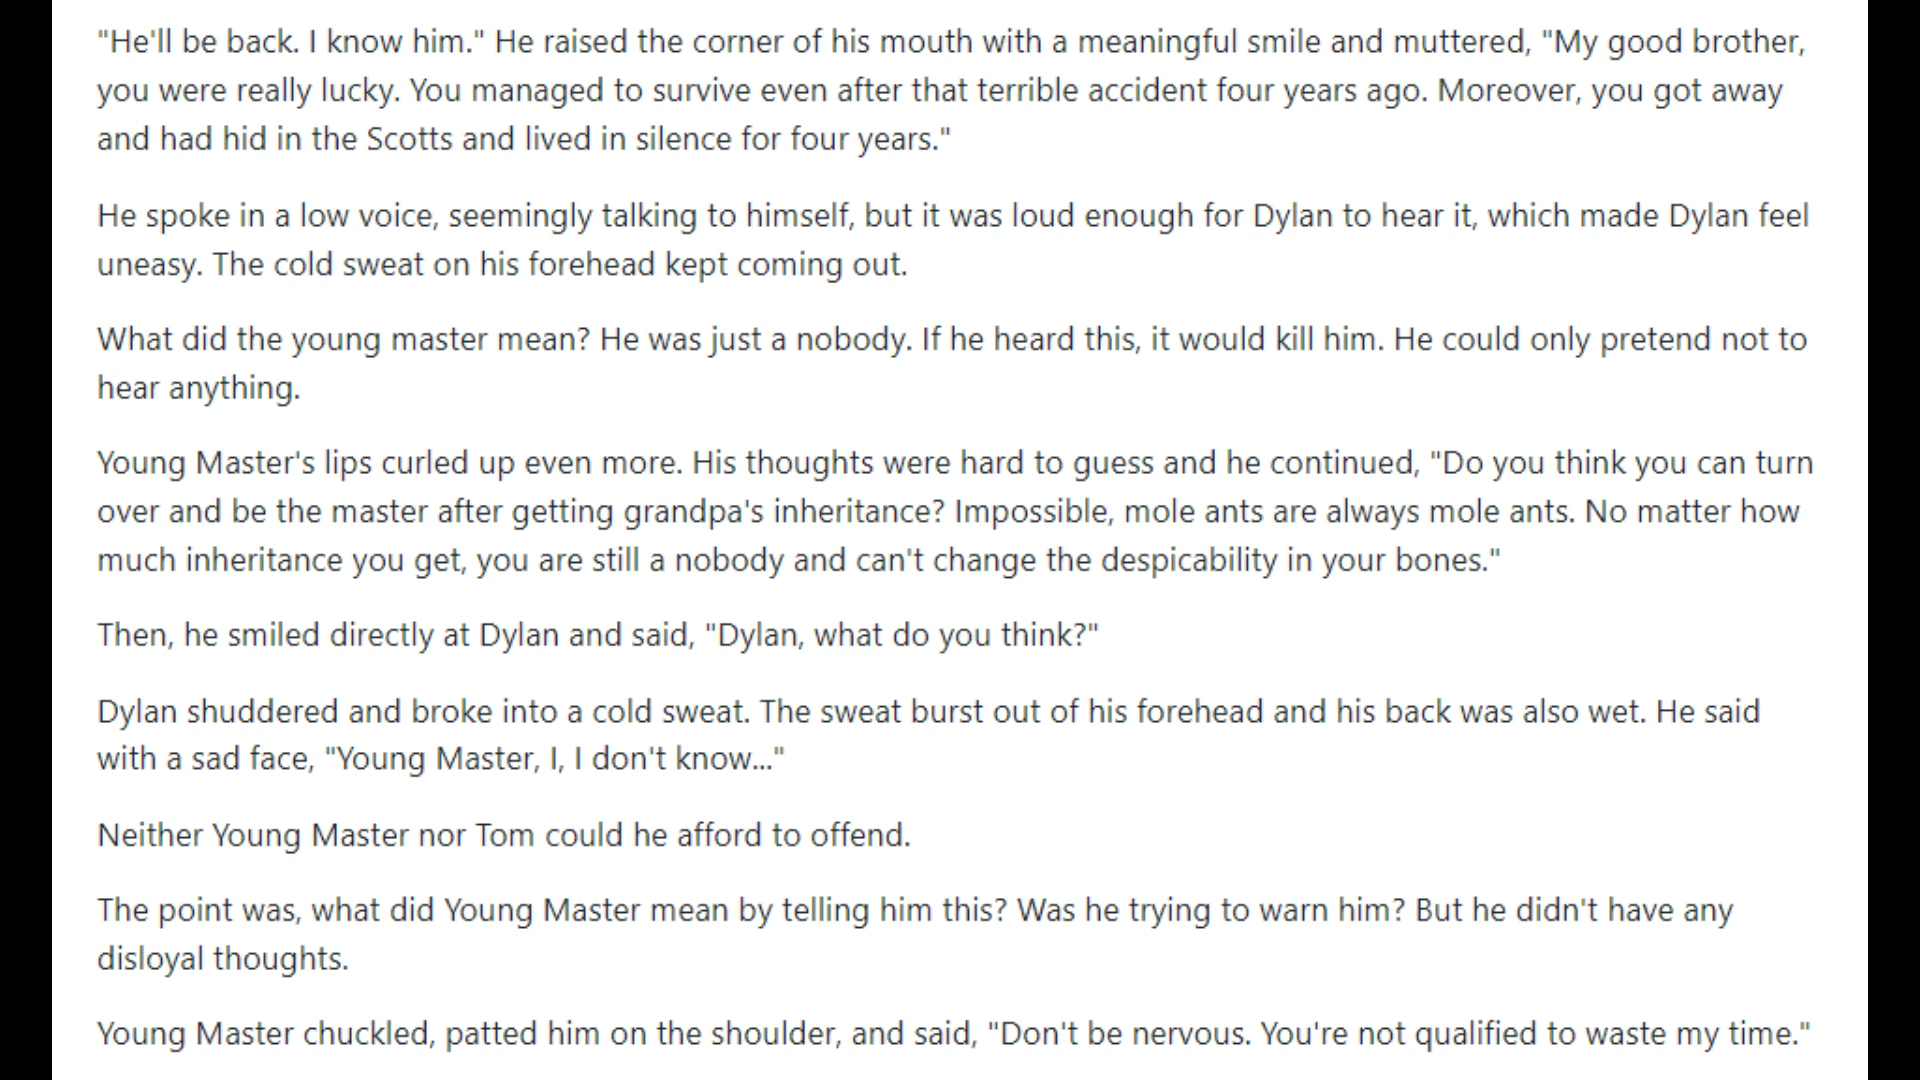 "He'll be back. I know him." He raised the corner of his mouth with a meaningful smile and muttered, "My good brother,
you were really lucky. You managed to survive even after that terrible accident four years ago. Moreover, you got away
and had hid in the Scotts and lived in silence for four years."
He spoke in a low voice, seemingly talking to himself, but it was loud enough for Dylan to hear it, which made Dylan feel
uneasy. The cold sweat on his forehead kept coming out.
What did the young master mean? He was just a nobody. If he heard this, it would kill him. He could only pretend not to
hear anything.
Young Master's lips curled up even more. His thoughts were hard to guess and he continued, "Do you think you can turn
over and be the master after getting grandpa's inheritance? Impossible, mole ants are always mole ants. No matter how
much inheritance you get, you are still a nobody and can't change the despicability in your bones."
Then, he smiled directly at Dylan and said, "Dylan, what do you think?"
Dylan shuddered and broke into a cold sweat. The sweat burst out of his forehead and his back was also wet. He said
with a sad face, "Young Master, I, I don't know..."
Neither Young Master nor Tom could he afford to offend.
The point was, what did Young Master mean by telling him this? Was he trying to warn him? But he didn't have any
disloyal thoughts.
Young Master chuckled, patted him on the shoulder, and said, "Don't be nervous. You're not qualified to waste my time."